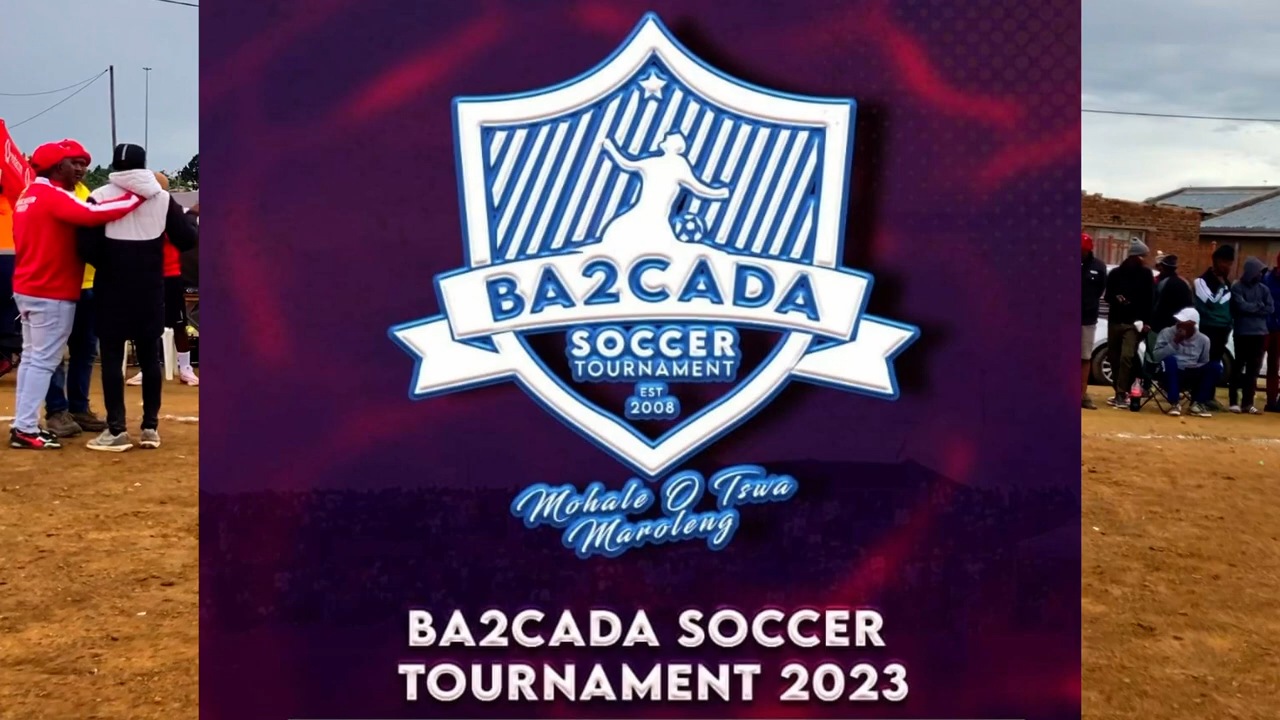 BA2CADA
SOCCER
TOURNAMENT
EST
2008
Mohale O Tswa
Maroleng
BA2CADA SOCCER
TOURNAMENT 2023